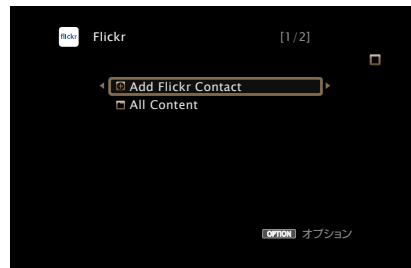 flickr Flickr [1/2]
Add Flickr Contact
All Content
OPTION オプション